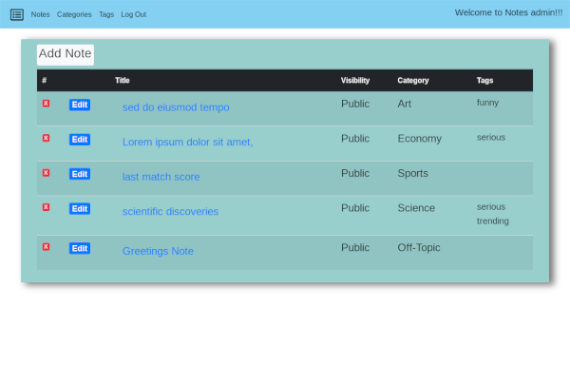 Notes Categories Tags Log Out Welcome to Notes admin!!!
Add Note
# Title Visibility Category Tags
x Edit sed do eiusmod tempo Public Art funny
x Edit Lorem ipsum dolor sit amet, Public Economy serious
x Edit last match score Public Sports
x Edit scientific discoveries Public Science serious
trending
x Edit Greetings Note Public Off-Topic